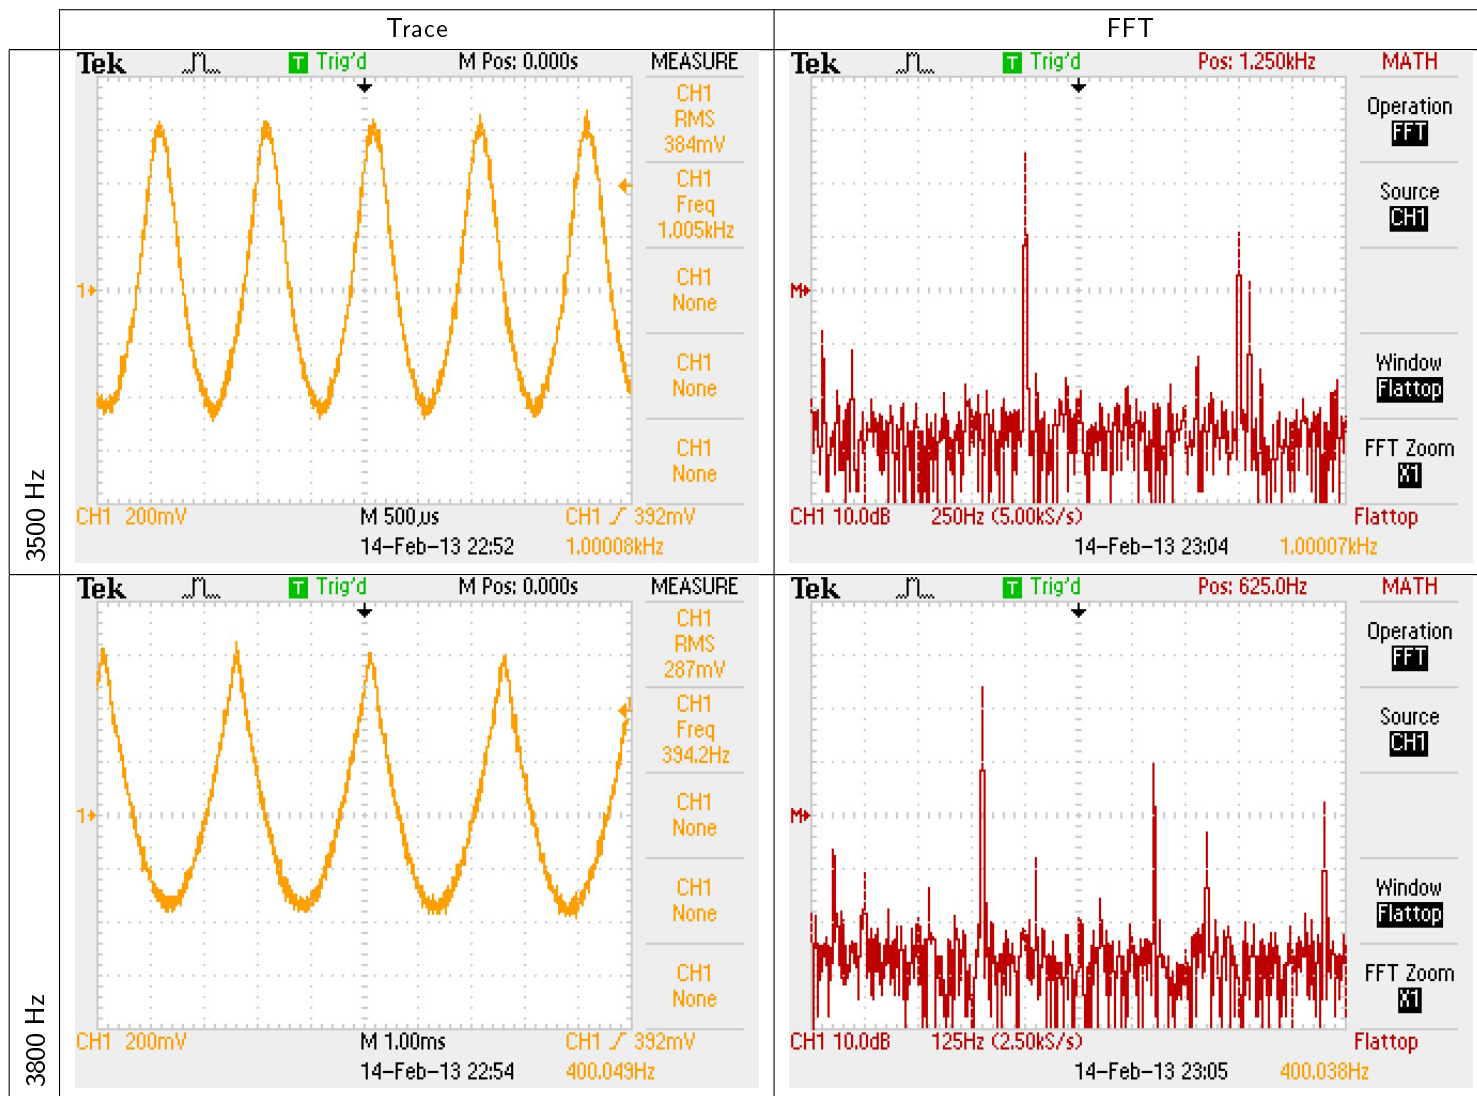 Trace
FFT
3500 Hz
Tek
T Trig'd
M Pos: 0.000s
MEASURE
CH1
RMS
384mV
CH1
Freq
1.005kHz
CH1
None
CH1
None
CH1
None
1
CH1 200mV
M 500µs
CH1 392mV
14-Feb-13 22:52
1.00008kHz
Tek
T Trig'd
Pos: 1.250kHz
MATH
Operation
FFT
Source
CH1
Window
Flattop
FFT Zoom
X1
M
CH1 10.0dB
250Hz (5.00kS/s)
Flattop
14-Feb-13 23:04
1.00007kHz
3800 Hz
Tek
T Trig'd
M Pos: 0.000s
MEASURE
CH1
RMS
287mV
CH1
Freq
394.2Hz
CH1
None
CH1
None
CH1
None
1
CH1 200mV
M 1.00ms
CH1 392mV
14-Feb-13 22:54
400.049Hz
Tek
T Trig'd
Pos: 625.0Hz
MATH
Operation
FFT
Source
CH1
Window
Flattop
FFT Zoom
X1
M
CH1 10.0dB
125Hz (2.50kS/s)
Flattop
14-Feb-13 23:05
400.038Hz